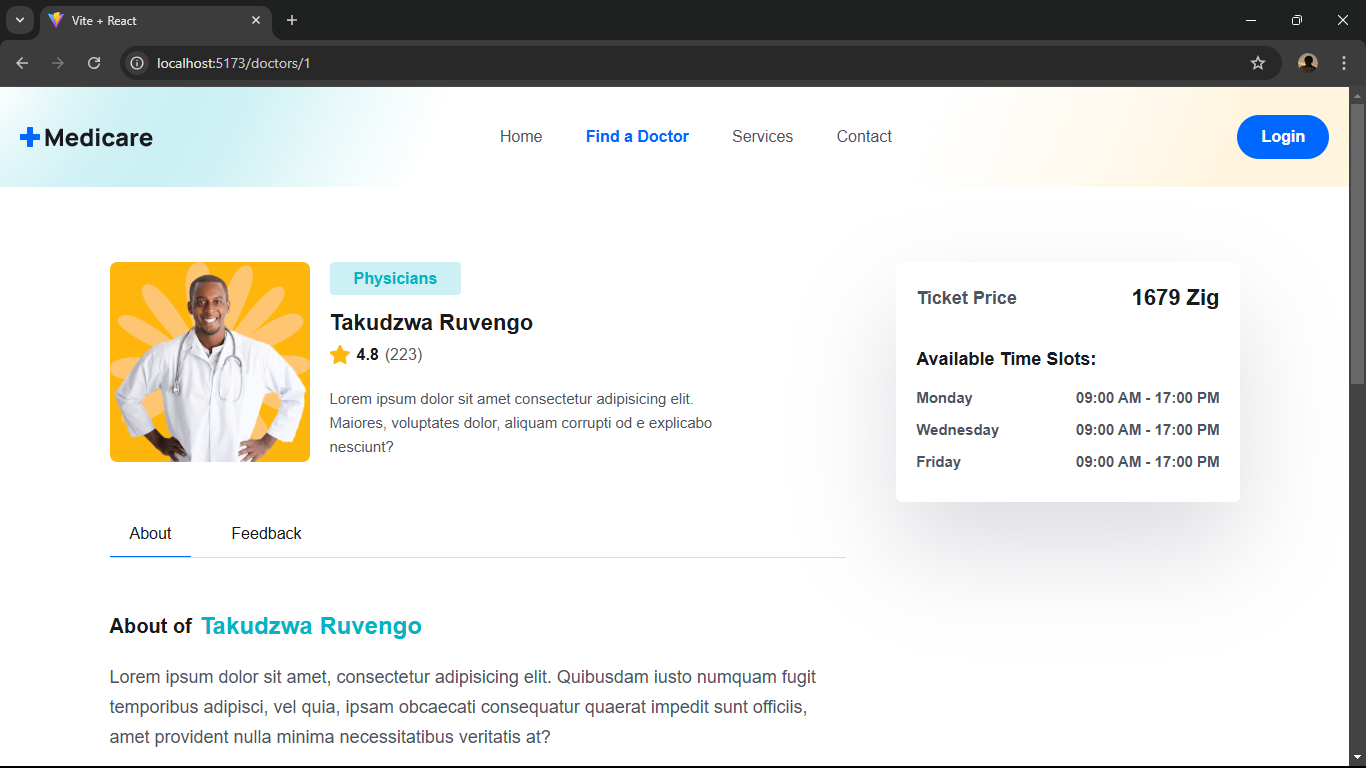 Vite + React
localhost:5173/doctors/1
Medicare
Home
Find a Doctor
Services
Contact
Login
Physicians
Takudzwa Ruvengo
4.8 (223)
Lorem ipsum dolor sit amet consectetur adipisicing elit.
Maiores, voluptates dolor, aliquam corrupti od e explicabo
nesciunt?
Ticket Price 1679 Zig
Available Time Slots:
Monday 09:00 AM - 17:00 PM
Wednesday 09:00 AM - 17:00 PM
Friday 09:00 AM - 17:00 PM
About
Feedback
About of Takudzwa Ruvengo
Lorem ipsum dolor sit amet, consectetur adipisicing elit. Quibusdam iusto numquam fugit
temporibus adipisci, vel quia, ipsam obcaecati consequatur quaerat impedit sunt officiis,
amet provident nulla minima necessitatibus veritatis at?